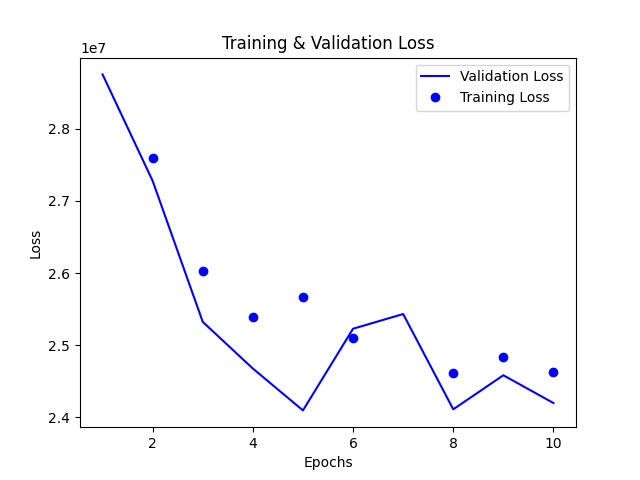 Training & Validation Loss
1e7
Validation Loss
Training Loss
2.8
2.7
2.6
2.5
2.4
Loss
2 4 6 8 10
Epochs